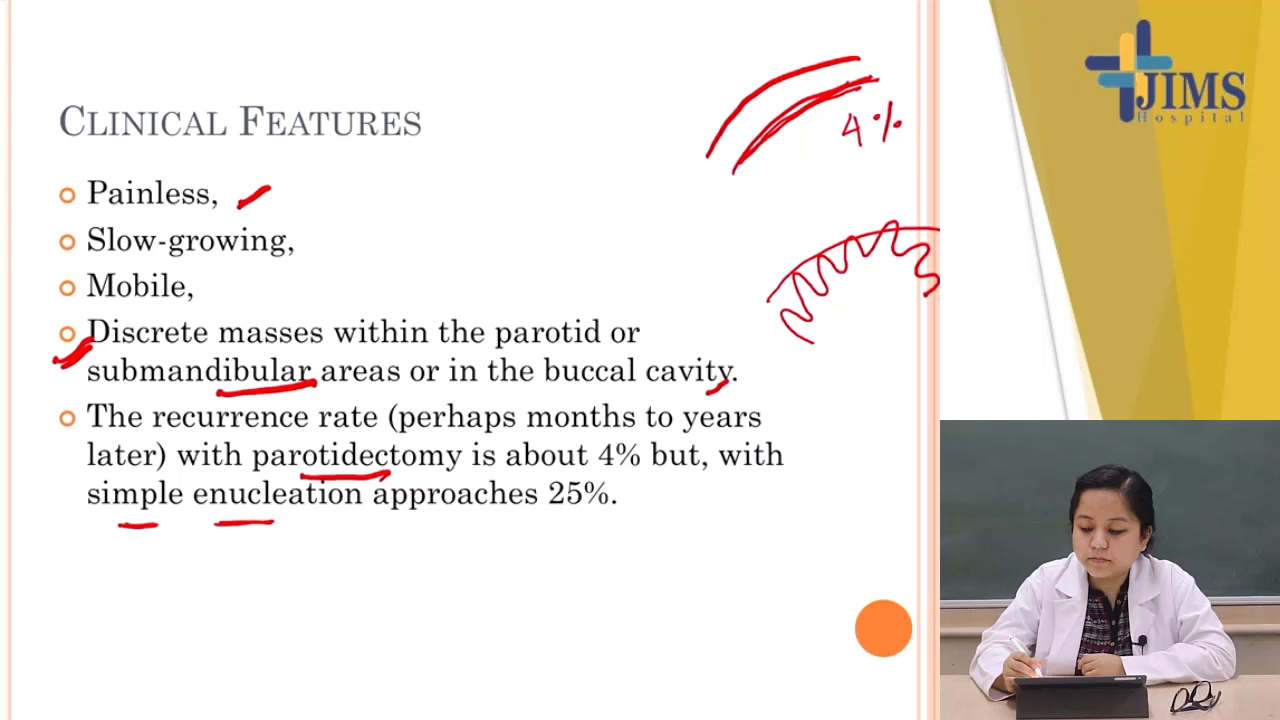 CLINICAL FEATURES
Painless,
Slow-growing,
Mobile,
Discrete masses within the parotid or
submandibular areas or in the buccal cavity.
The recurrence rate (perhaps months to years
later) with parotidectomy is about 4% but, with
simple enucleation approaches 25%.
4%
JIMS
Hospital